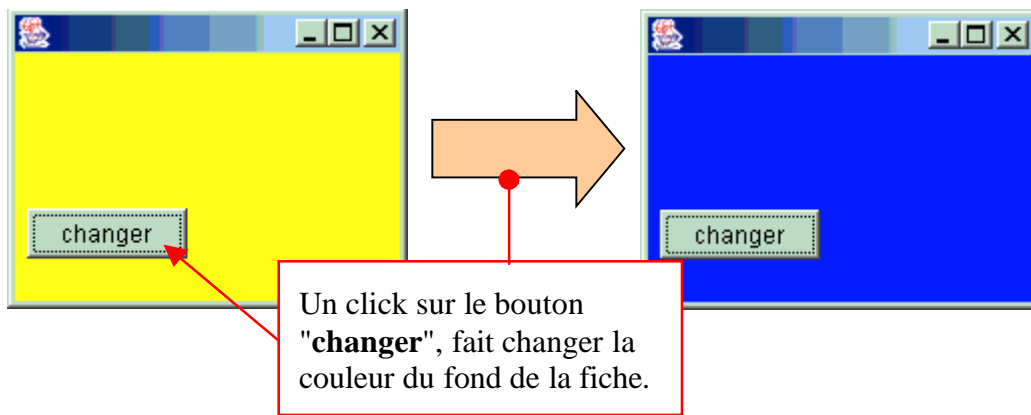 changer
changer
Un click sur le bouton
"changer", fait changer la
couleur du fond de la fiche.